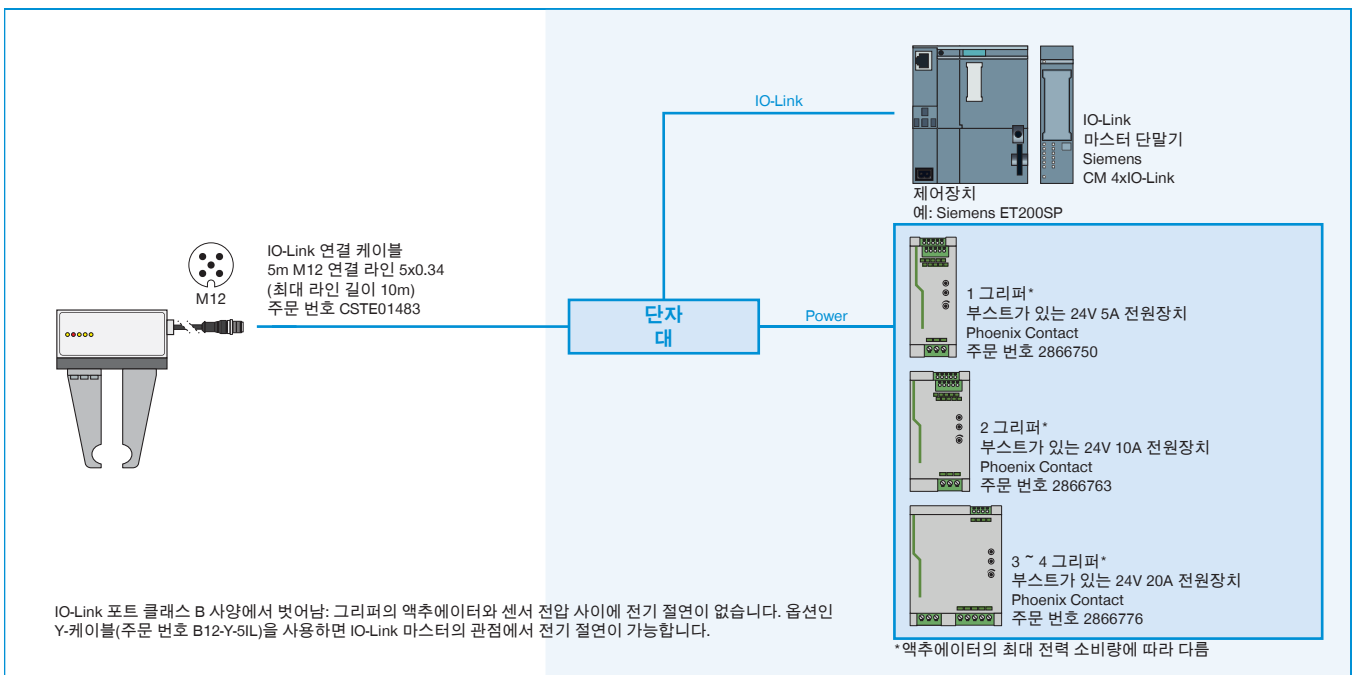 IO-Link
IO-Link
마스터 단말기
Siemens
CM 4xIO-Link
제어장치
예: Siemens ET200SP
M12
IO-Link 연결 케이블
5m M12 연결 라인 5x0.34
(최대 라인 길이 10m)
주문 번호 CSTE01483
단자
대
Power
1 그리퍼*
부스트가 있는 24V 5A 전원장치
Phoenix Contact
주문 번호 2866750
2 그리퍼*
부스트가 있는 24V 10A 전원장치
Phoenix Contact
주문 번호 2866763
3 ~ 4 그리퍼*
부스트가 있는 24V 20A 전원장치
Phoenix Contact
주문 번호 2866776
IO-Link 포트 클래스 B 사양에서 벗어남: 그리퍼의 액추에이터와 센서 전압 사이에 전기 절연이 없습니다. 옵션인
Y-케이블(주문 번호 B12-Y-5IL)을 사용하면 IO-Link 마스터의 관점에서 전기 절연이 가능합니다.
*액추에이터의 최대 전력 소비량에 따라 다름